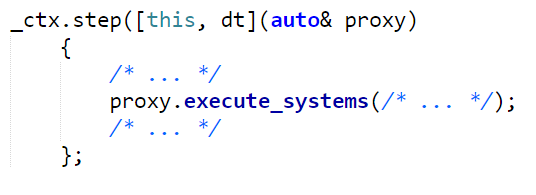 _ctx.step([this, dt](auto& proxy)
{
/* ... */
proxy.execute_systems(/* ... */);
/* ... */
};